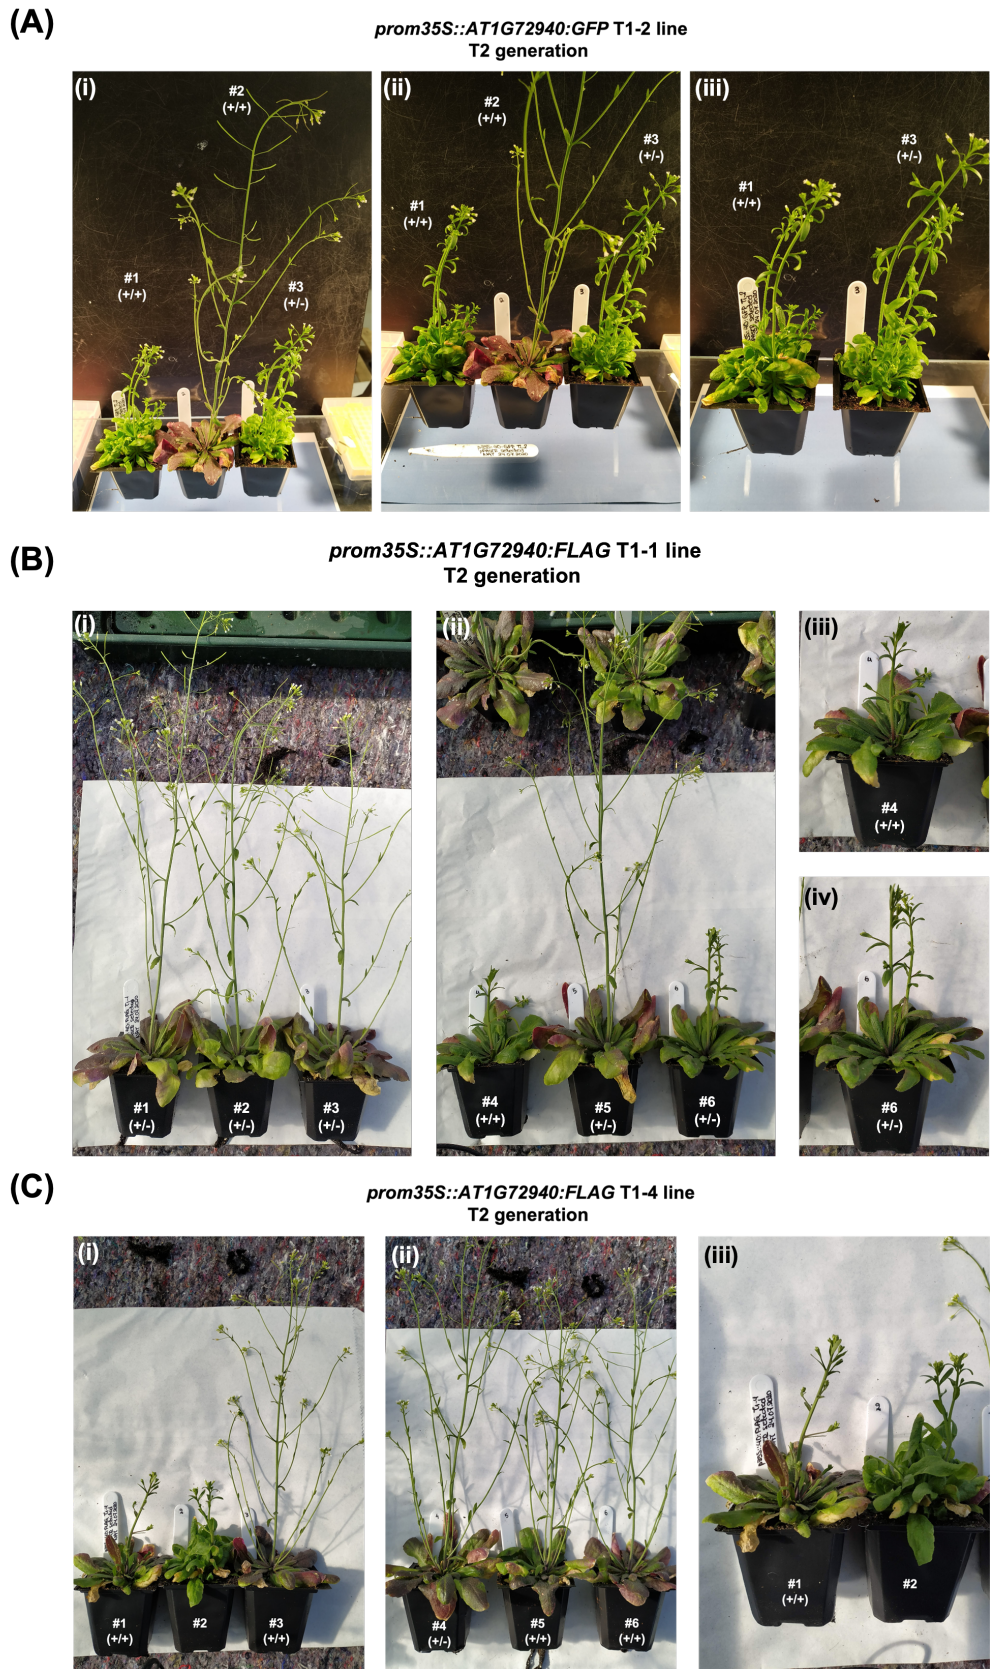 (A)
prom35S::AT1G72940:GFP T1-2 line
T2 generation
(i)
#2
(+/+)
#1
(+/+)
#3
(+/-)
(ii)
#2
(+/+)
#3
(+/-)
#1
(+/+)
(iii)
#3
(+/-)
#1
(+/+)
(B)
prom35S::AT1G72940:FLAG T1-1 line
T2 generation
(i)
#1
(+/-)
#2
(+/-)
#3
(+/-)
(ii)
#4
(+/+)
#5
(+/-)
#6
(+/-)
(iii)
4
#4
(+/+)
(iv)
6
#6
(+/-)
(C)
prom35S::AT1G72940:FLAG T1-4 line
T2 generation
(i)
#1
(+/+)
#2
#3
(+/+)
(ii)
#4
(+/-)
#5
(+/+)
#6
(+/+)
(iii)
#1
(+/+)
#2